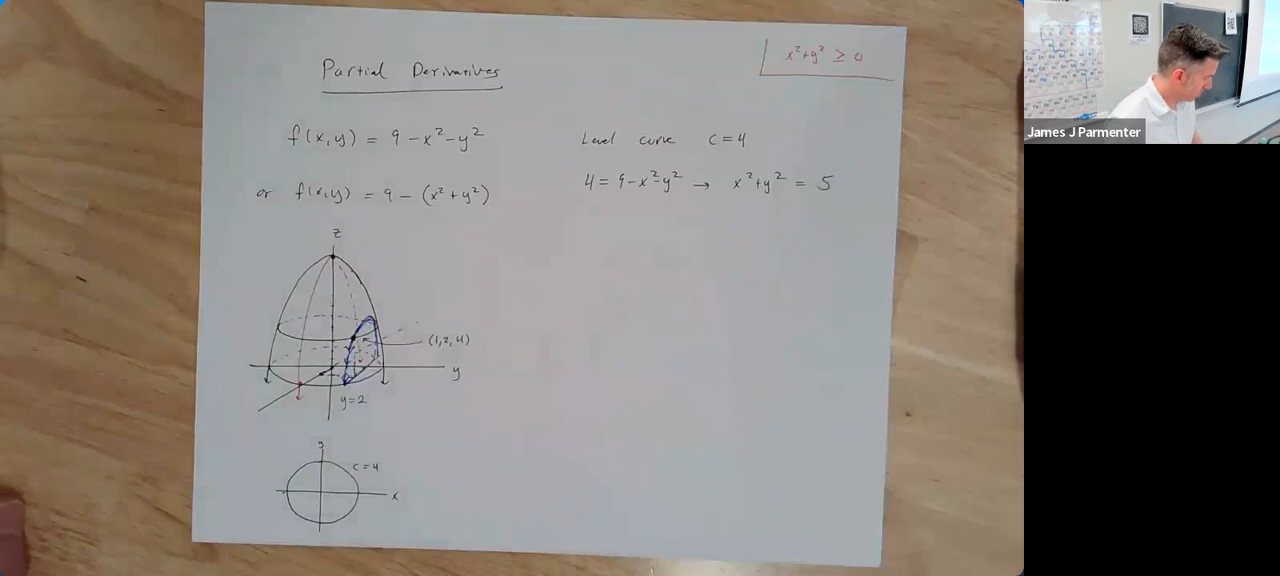 Partial Derivatives
x²+y² ≥ 0
f(x,y) = 9-x²-y²
or f(x,y) = 9-(x²+y²)
Level curve c=4
4=9-x²-y² → x²+y² = 5
z
(1,2,4)
y
y=2
y
c=4
x
James J Parmenter